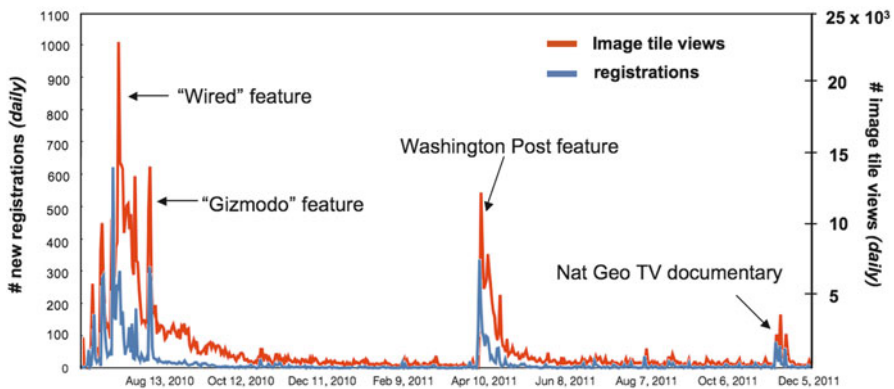 1100
1000
900
800
700
600
500
400
300
200
100
0
# new registrations (daily)
25 x 10³
20
15
10
5
# image tile views (daily)
Image tile views
registrations
"Wired" feature
"Gizmodo" feature
Washington Post feature
Nat Geo TV documentary
Aug 13, 2010
Oct 12, 2010
Dec 11, 2010
Feb 9, 2011
Apr 10, 2011
Jun 8, 2011
Aug 7, 2011
Oct 6, 2011
Dec 5, 2011